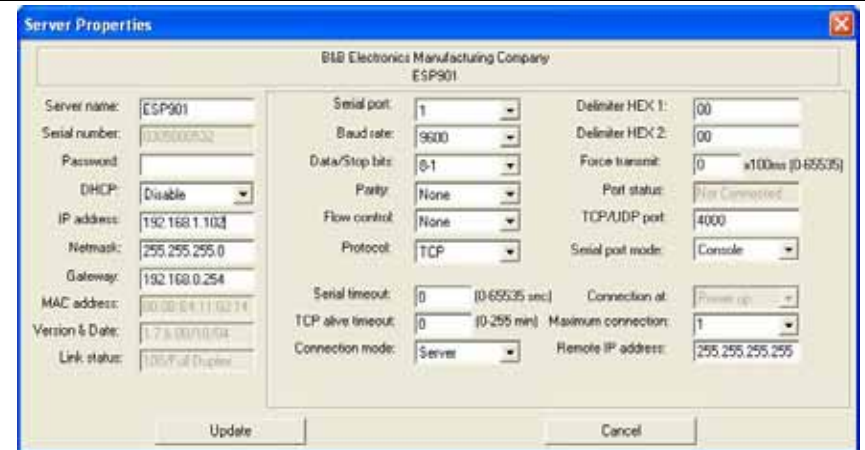 Server Properties
B&B Electronics Manufacturing Company
ESP901
Server name: ESP901
Serial number:
Password:
DHCP: Disable
IP address: 192.168.1.102
Netmask: 255.255.255.0
Gateway: 192.168.0.254
MAC address:
Version & Date:
Link status: 100/Full Duplex
Serial port: 1
Baud rate: 9600
Data/Stop bits: 8-1
Parity: None
Flow control: None
Protocol: TCP
Serial timeout: 0 (0-65535 sec)
TCP alive timeout: 0 (0-255 min)
Connection mode: Server
Delimiter HEX 1: 00
Delimiter HEX 2: 00
Force transmit: 0 x100ms (0-65535)
Port status: Not Connected
TCP/UDP port: 4000
Serial port mode: Console
Connection at: Power up
Maximum connection: 1
Remote IP address: 255.255.255.255
Update
Cancel